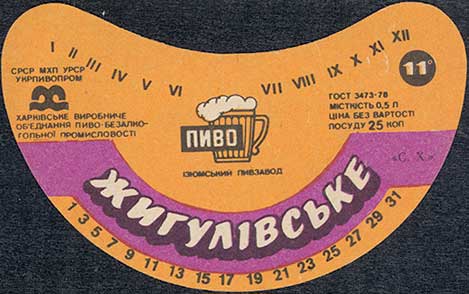 I II III IV V VI VII VIII IX X XI XII
СРСР МХП УРСР
УКРПИВОПРОМ
ХАРКІВСЬКЕ ВИРОБНИЧЕ
ОБ'ЄДНАННЯ ПИВО-БЕЗАЛКО-
ГОЛЬНОЇ ПРОМИСЛОВОСТІ
ПИВО
ІЗЮМСЬКИЙ ПИВЗАВОД
11°
ГОСТ 3473-78
МІСТКІСТЬ 0,5 Л
ЦІНА БЕЗ ВАРТОСТІ
ПОСУДУ 25 КОП
«С. Х.»
ЖИГУЛІВСЬКЕ
1 3 5 7 9 11 13 15 17 19 21 23 25 27 29 31